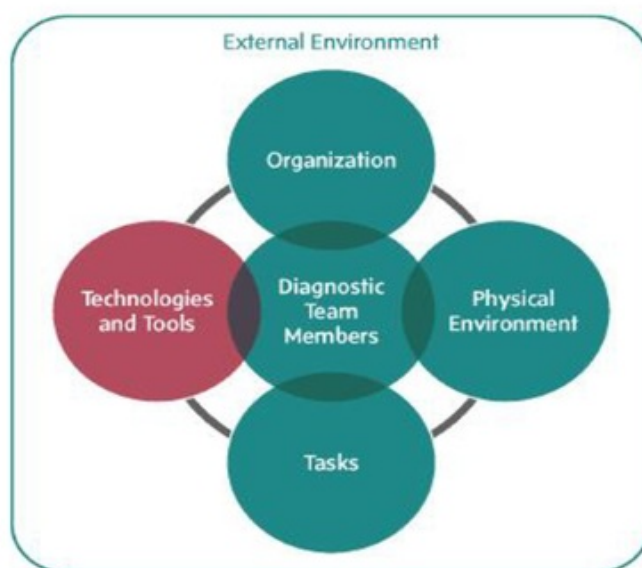 External Environment
Organization
Technologies
and Tools
Diagnostic
Team
Members
Physical
Environment
Tasks